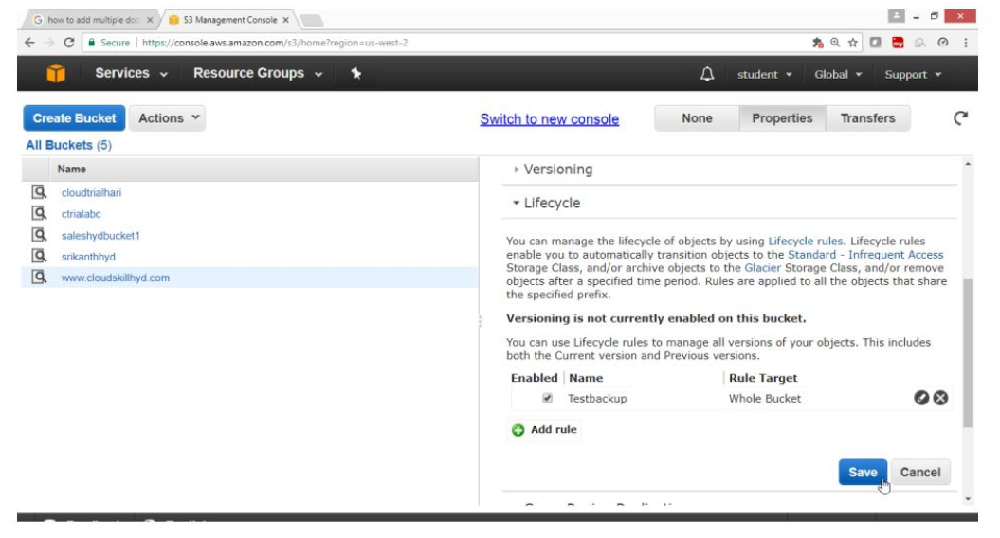 how to add multiple doc
S3 Management Console
Secure | https://console.aws.amazon.com/s3/home?region=us-west-2
Services
Resource Groups
student
Global
Support
Create Bucket
Actions
Switch to new console
None
Properties
Transfers
All Buckets (5)
Name
cloudtrialhari
ctrialabc
saleshydbucket1
srikanthhyd
www.cloudskillhyd.com
Versioning
Lifecycle
You can manage the lifecycle of objects by using Lifecycle rules. Lifecycle rules
enable you to automatically transition objects to the Standard - Infrequent Access
Storage Class, and/or archive objects to the Glacier Storage Class, and/or remove
objects after a specified time period. Rules are applied to all the objects that share
the specified prefix.
Versioning is not currently enabled on this bucket.
You can use Lifecycle rules to manage all versions of your objects. This includes
both the Current version and Previous versions.
Enabled Name Rule Target
Testbackup Whole Bucket
Add rule
Save
Cancel